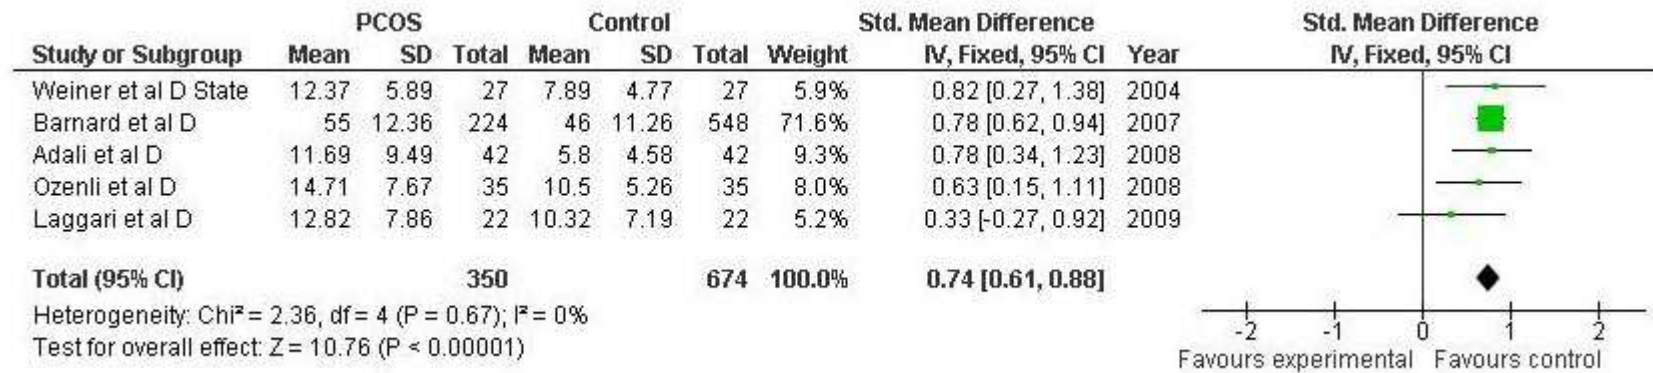 PCOS Control Std. Mean Difference Std. Mean Difference
Study or Subgroup Mean SD Total Mean SD Total Weight IV, Fixed, 95% CI Year IV, Fixed, 95% CI
Weiner et al D State 12.37 5.89 27 7.89 4.77 27 5.9% 0.82 [0.27, 1.38] 2004
Barnard et al D 55 12.36 224 46 11.26 548 71.6% 0.78 [0.62, 0.94] 2007
Adali et al D 11.69 9.49 42 5.8 4.58 42 9.3% 0.78 [0.34, 1.23] 2008
Ozenli et al D 14.71 7.67 35 10.5 5.26 35 8.0% 0.63 [0.15, 1.11] 2008
Laggari et al D 12.82 7.86 22 10.32 7.19 22 5.2% 0.33 [-0.27, 0.92] 2009
Total (95% CI) 350 674 100.0% 0.74 [0.61, 0.88]
Heterogeneity: Chi² = 2.36, df = 4 (P = 0.67); I² = 0%
Test for overall effect: Z = 10.76 (P < 0.00001)
-2 -1 0 1 2
Favours experimental Favours control